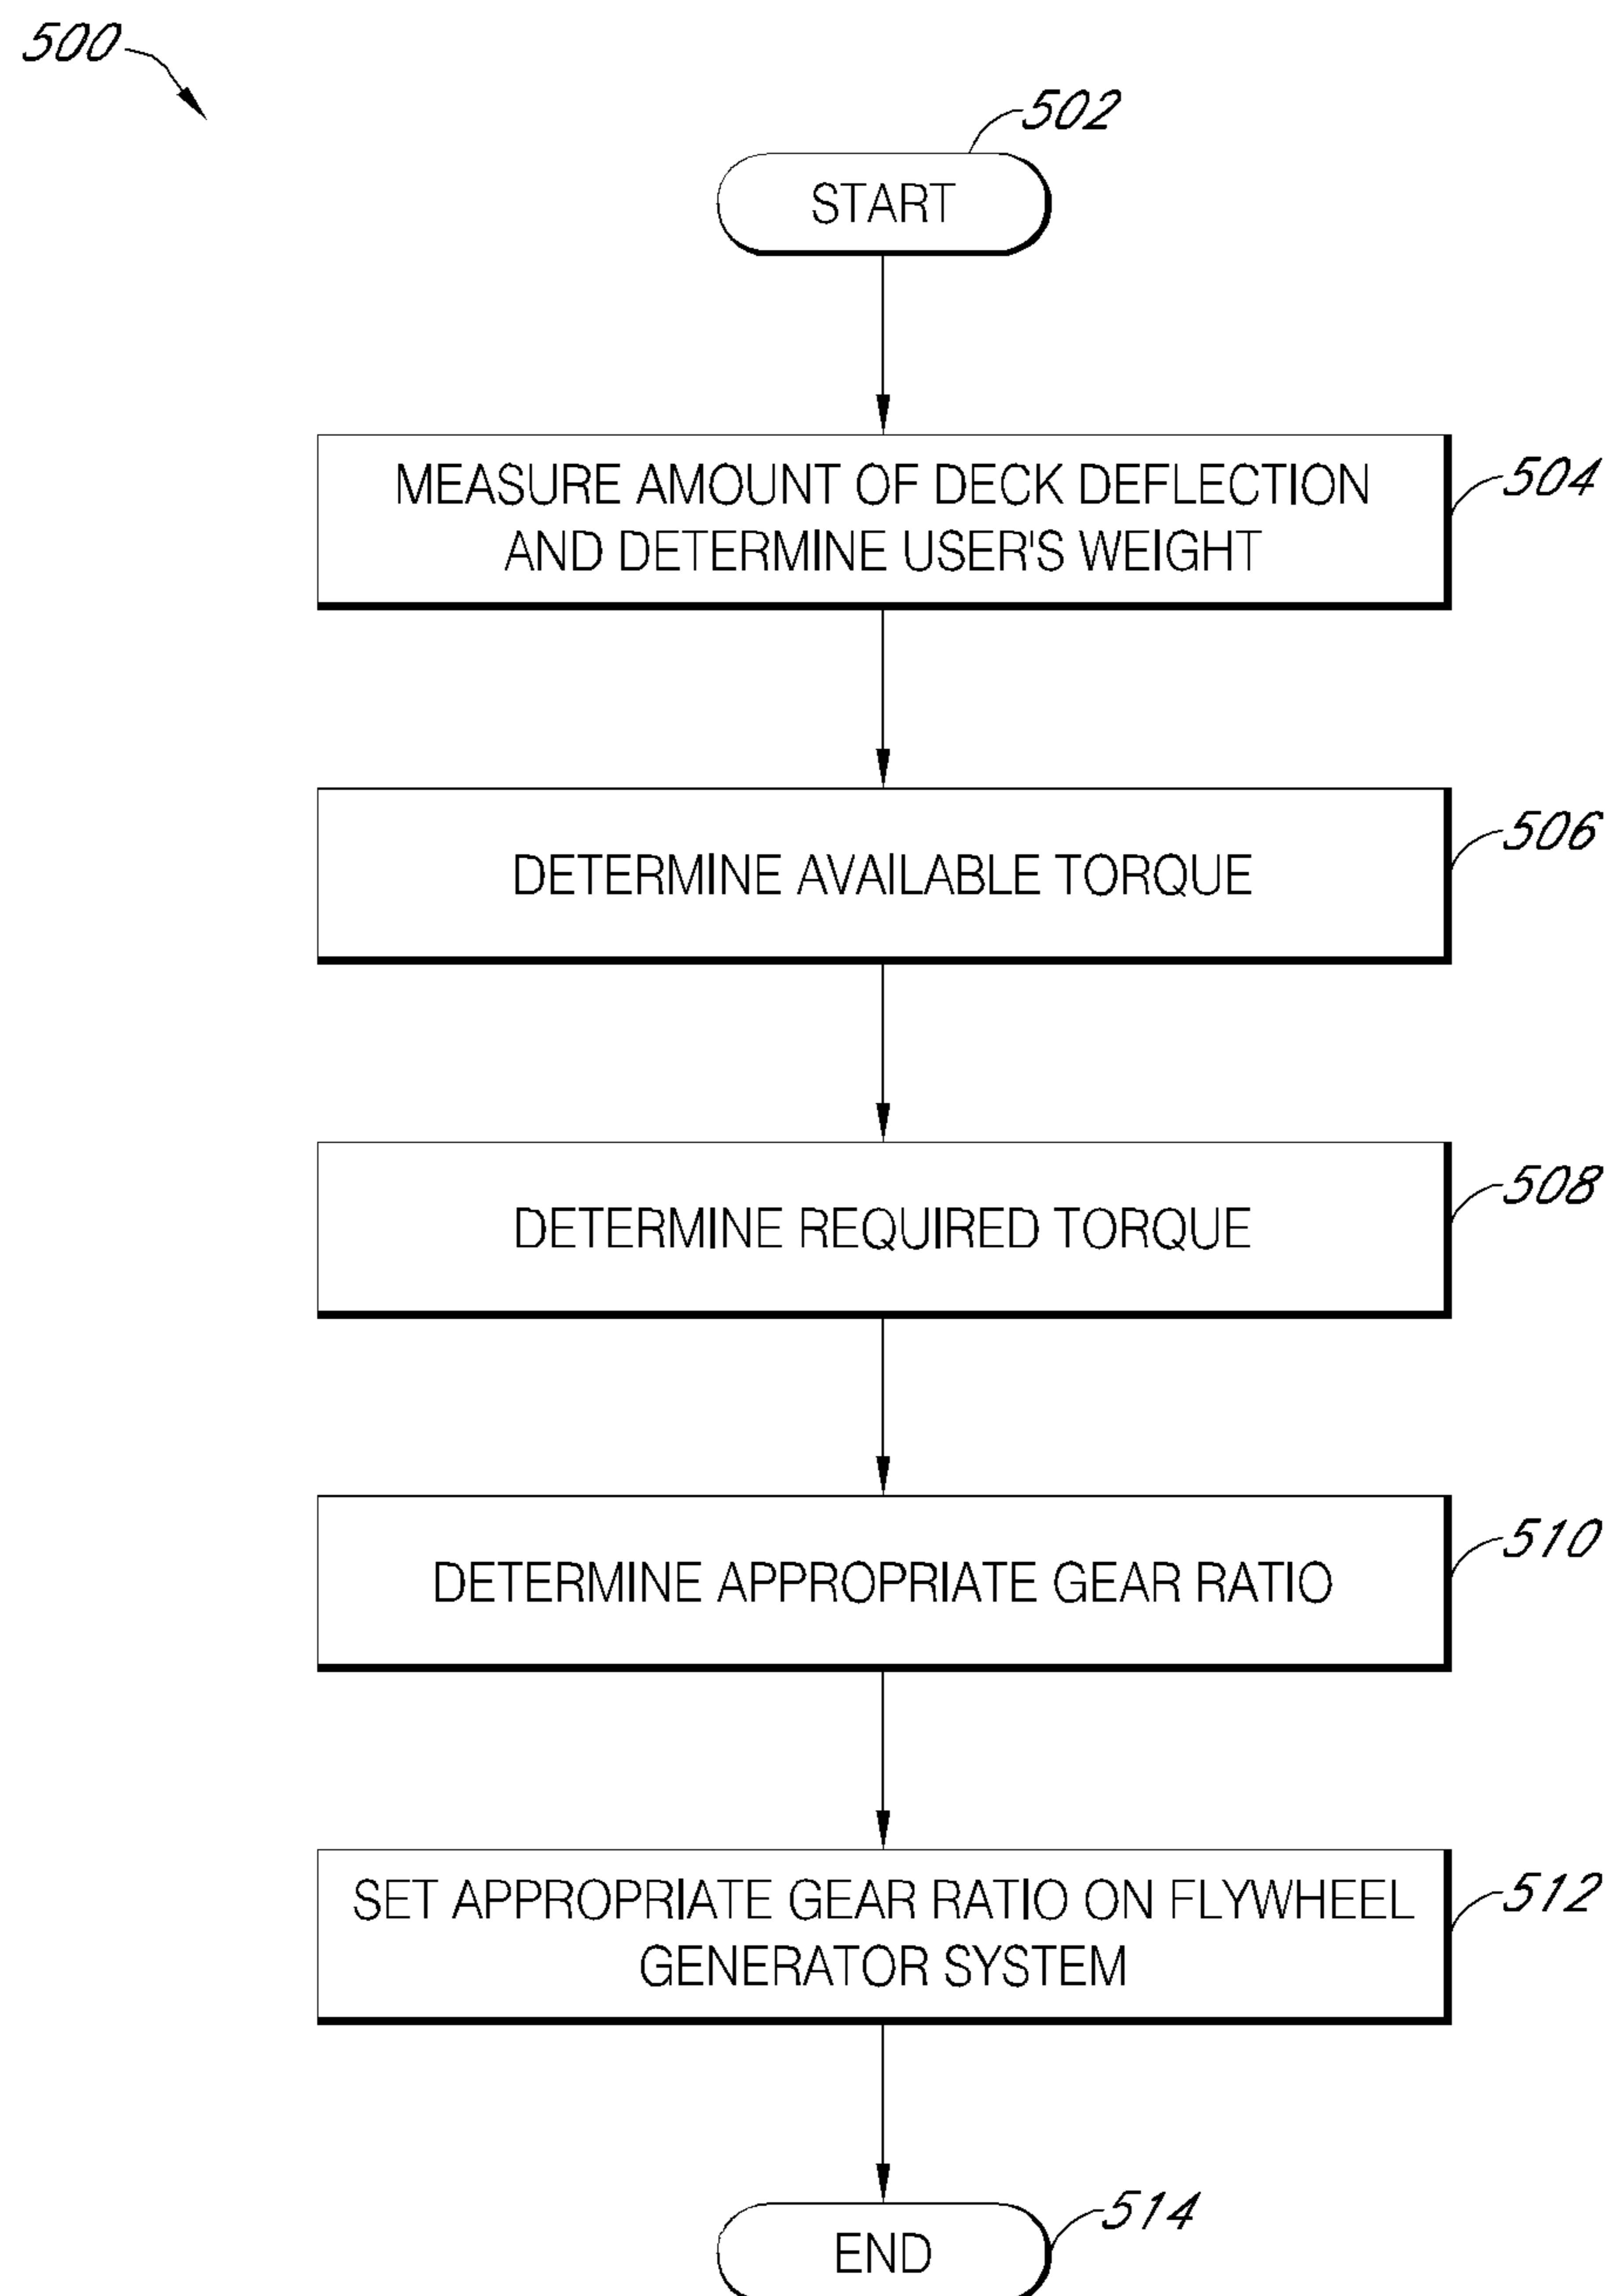 500
502
START
MEASURE AMOUNT OF DECK DEFLECTION
AND DETERMINE USER'S WEIGHT
504
DETERMINE AVAILABLE TORQUE
506
DETERMINE REQUIRED TORQUE
508
DETERMINE APPROPRIATE GEAR RATIO
510
SET APPROPRIATE GEAR RATIO ON FLYWHEEL
GENERATOR SYSTEM
512
END
514